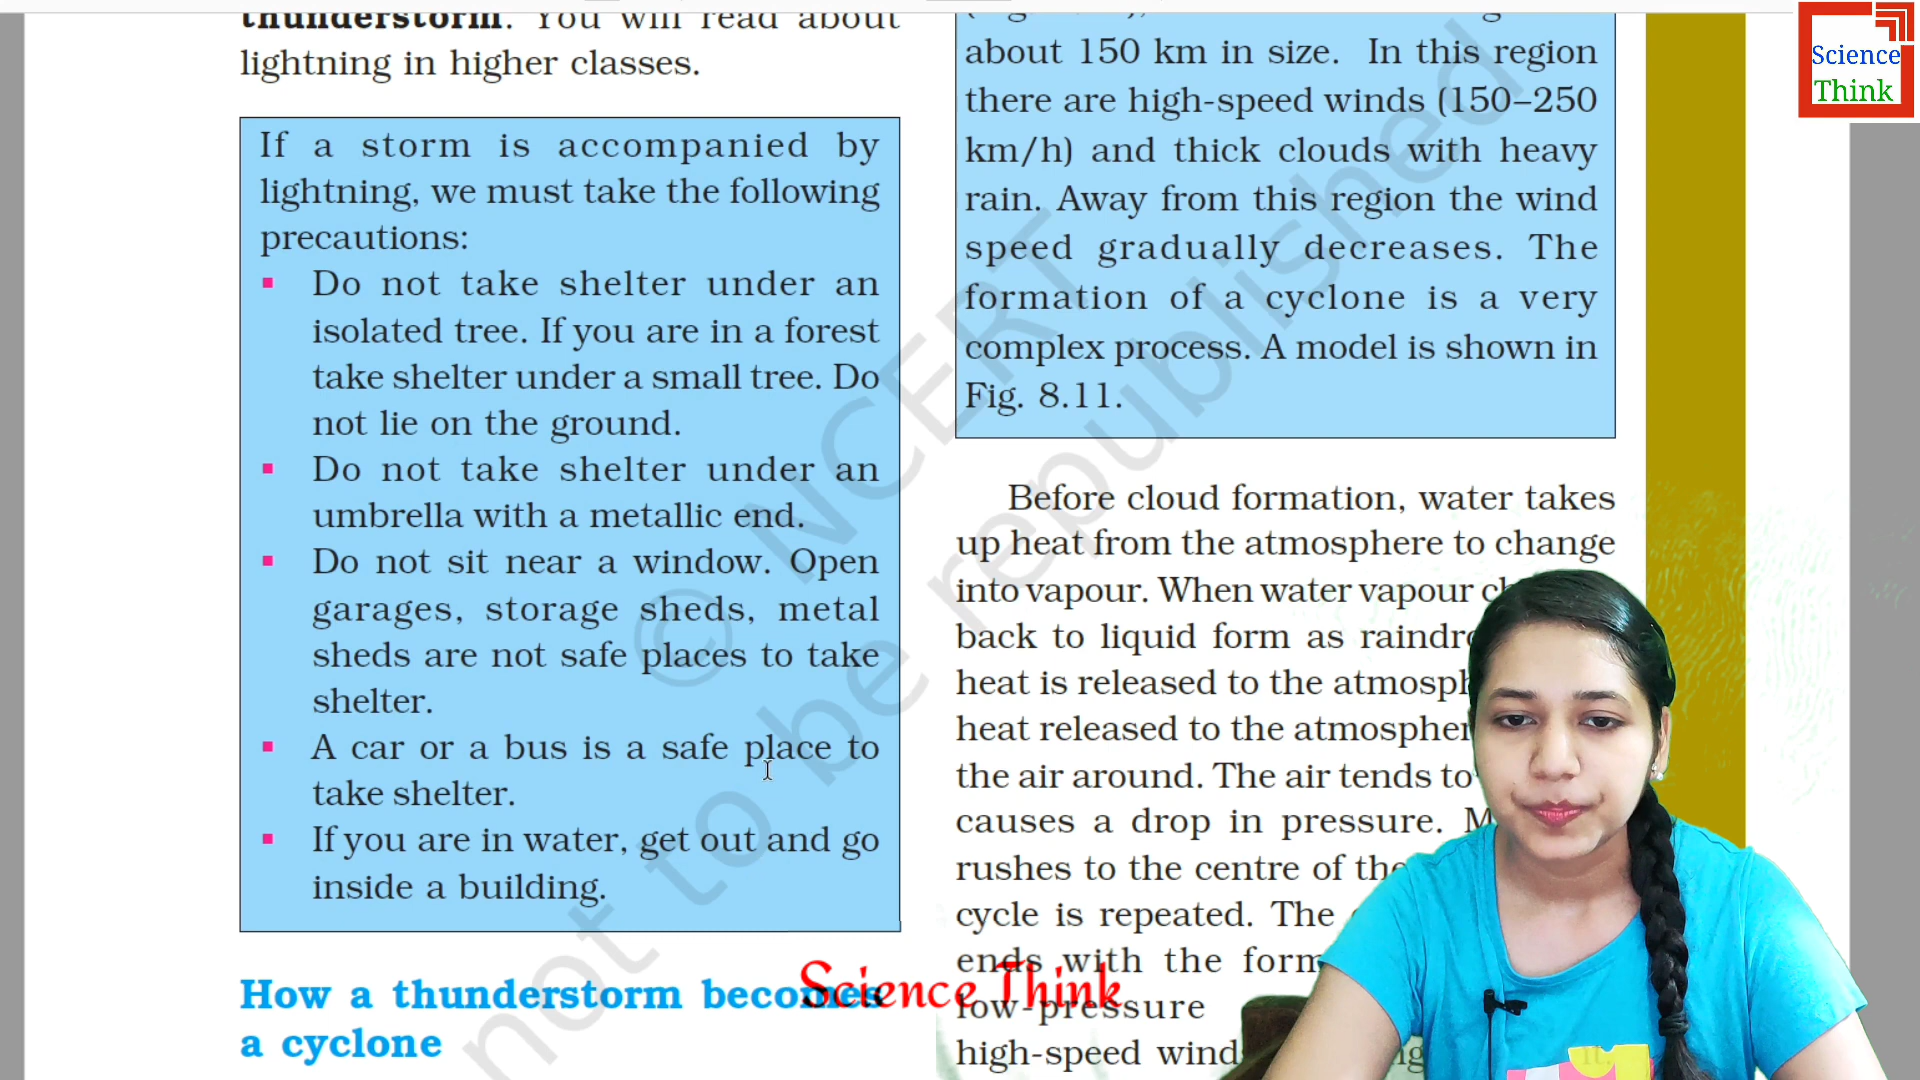 thunderstorm. You will read about
lightning in higher classes.
If a storm is accompanied by
lightning, we must take the following
precautions:
▪ Do not take shelter under an
isolated tree. If you are in a forest
take shelter under a small tree. Do
not lie on the ground.
▪ Do not take shelter under an
umbrella with a metallic end.
▪ Do not sit near a window. Open
garages, storage sheds, metal
sheds are not safe places to take
shelter.
▪ A car or a bus is a safe place to
take shelter.
▪ If you are in water, get out and go
inside a building.
How a thunderstorm becomes
a cyclone
about 150 km in size. In this region
there are high-speed winds (150–250
km/h) and thick clouds with heavy
rain. Away from this region the wind
speed gradually decreases. The
formation of a cyclone is a very
complex process. A model is shown in
Fig. 8.11.
Before cloud formation, water takes
up heat from the atmosphere to change
into vapour. When water vapour
back to liquid form as
heat is released to the
heat released to the
the air around. The air tends to
causes a drop in pressure.
rushes to the centre of the
cycle is repeated. The
ends with the
low-pressure
high-speed
© NCERT
not to be republished
Science Think
Science
Think